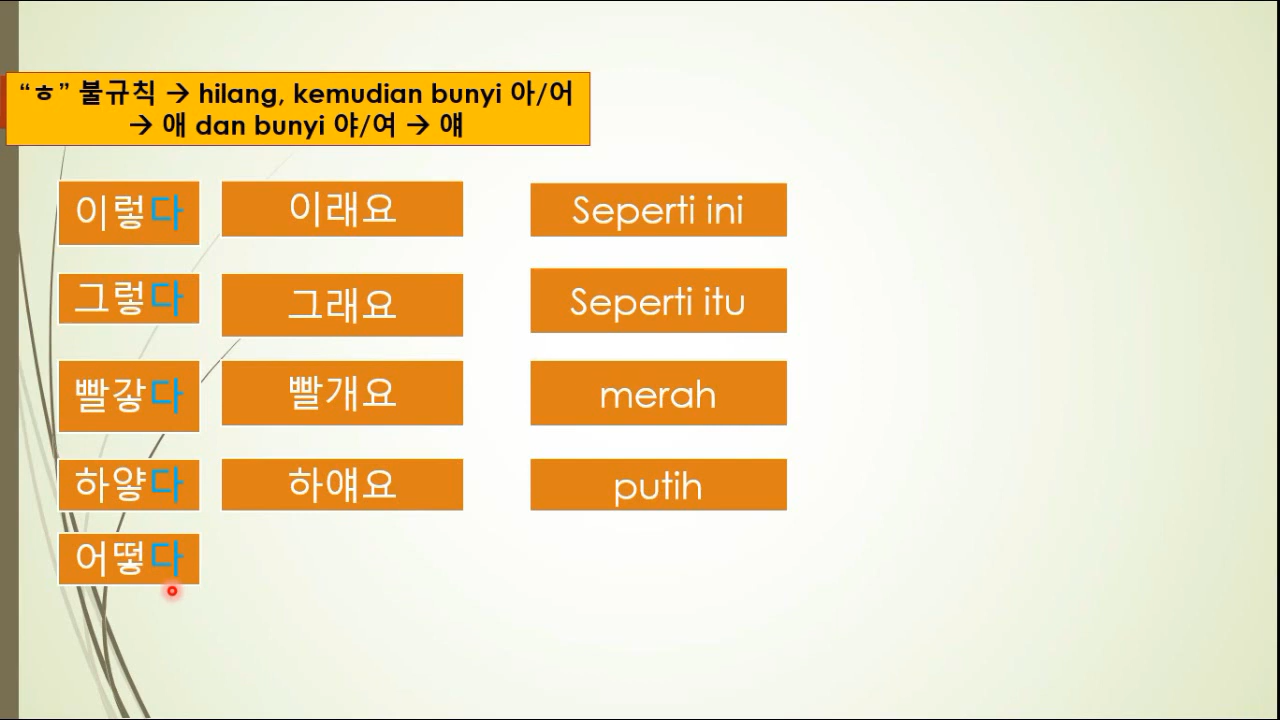 “ㅎ” 불규칙 → hilang, kemudian bunyi 아/어
→ 애 dan bunyi 야/여 → 얘
이렇다 이래요 Seperti ini
그렇다 그래요 Seperti itu
빨갛다 빨개요 merah
하얗다 하얘요 putih
어떻다